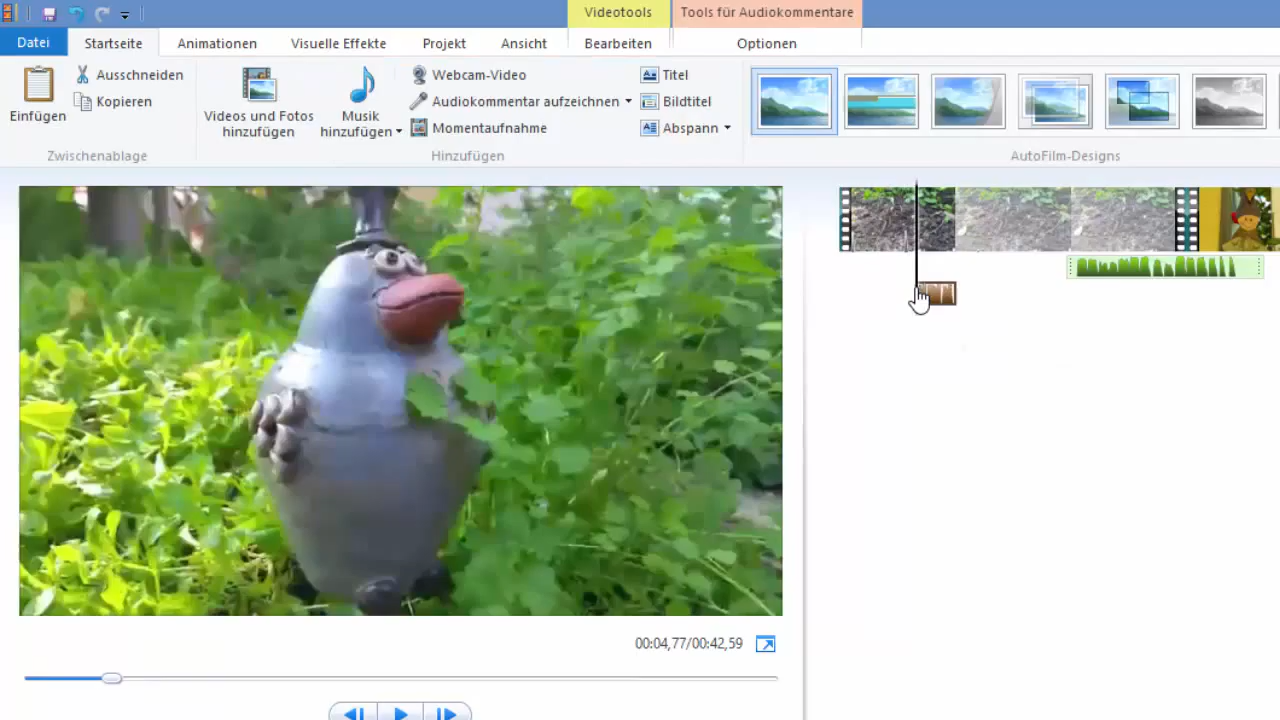 Videotools
Tools für Audiokommentare
Datei
Startseite
Animationen
Visuelle Effekte
Projekt
Ansicht
Bearbeiten
Optionen
Einfügen
Ausschneiden
Kopieren
Zwischenablage
Videos und Fotos
hinzufügen
Musik
hinzufügen
Webcam-Video
Audiokommentar aufzeichnen
Momentaufnahme
Titel
Bildtitel
Abspann
Hinzufügen
AutoFilm-Designs
00:04,77/00:42,59